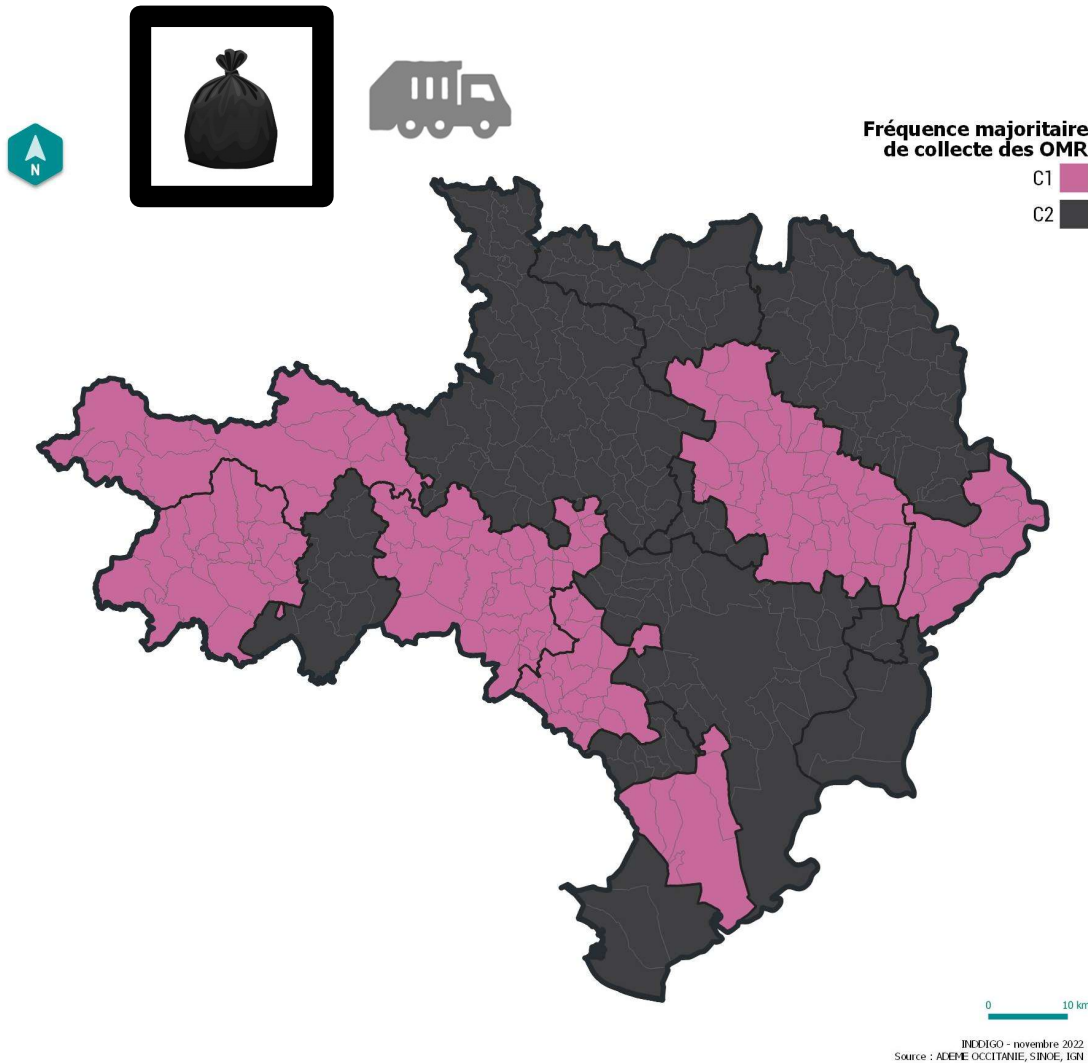 N
Fréquence majoritaire
de collecte des OMR
C1
C2
0 10 km
INDDIGO - novembre 2022
Source : ADEME OCCITANIE, SINOE, IGN